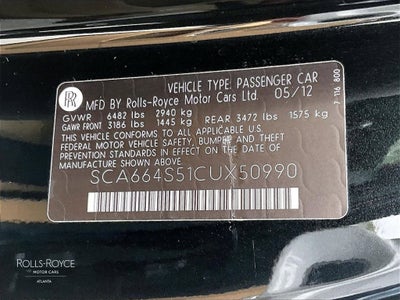 VEHICLE TYPE: PASSENGER CAR
MFD BY Rolls-Royce Motor Cars Ltd. 05/12
GVWR 6482 lbs 2940 kg
GAWR FRONT 3186 lbs 1445 kg REAR 3472 lbs 1575 kg
THIS VEHICLE CONFORMS TO ALL APPLICABLE
FEDERAL MOTOR VEHICLE SAFETY, BUMPER, AND
THEFT PREVENTION STANDARDS IN EFFECT ON THE DATE OF
MANUFACTURE SHOWN ABOVE
SCA664S51CUX50990
7 116 800
ROLLS-ROYCE
MOTOR CARS
ATLANTA